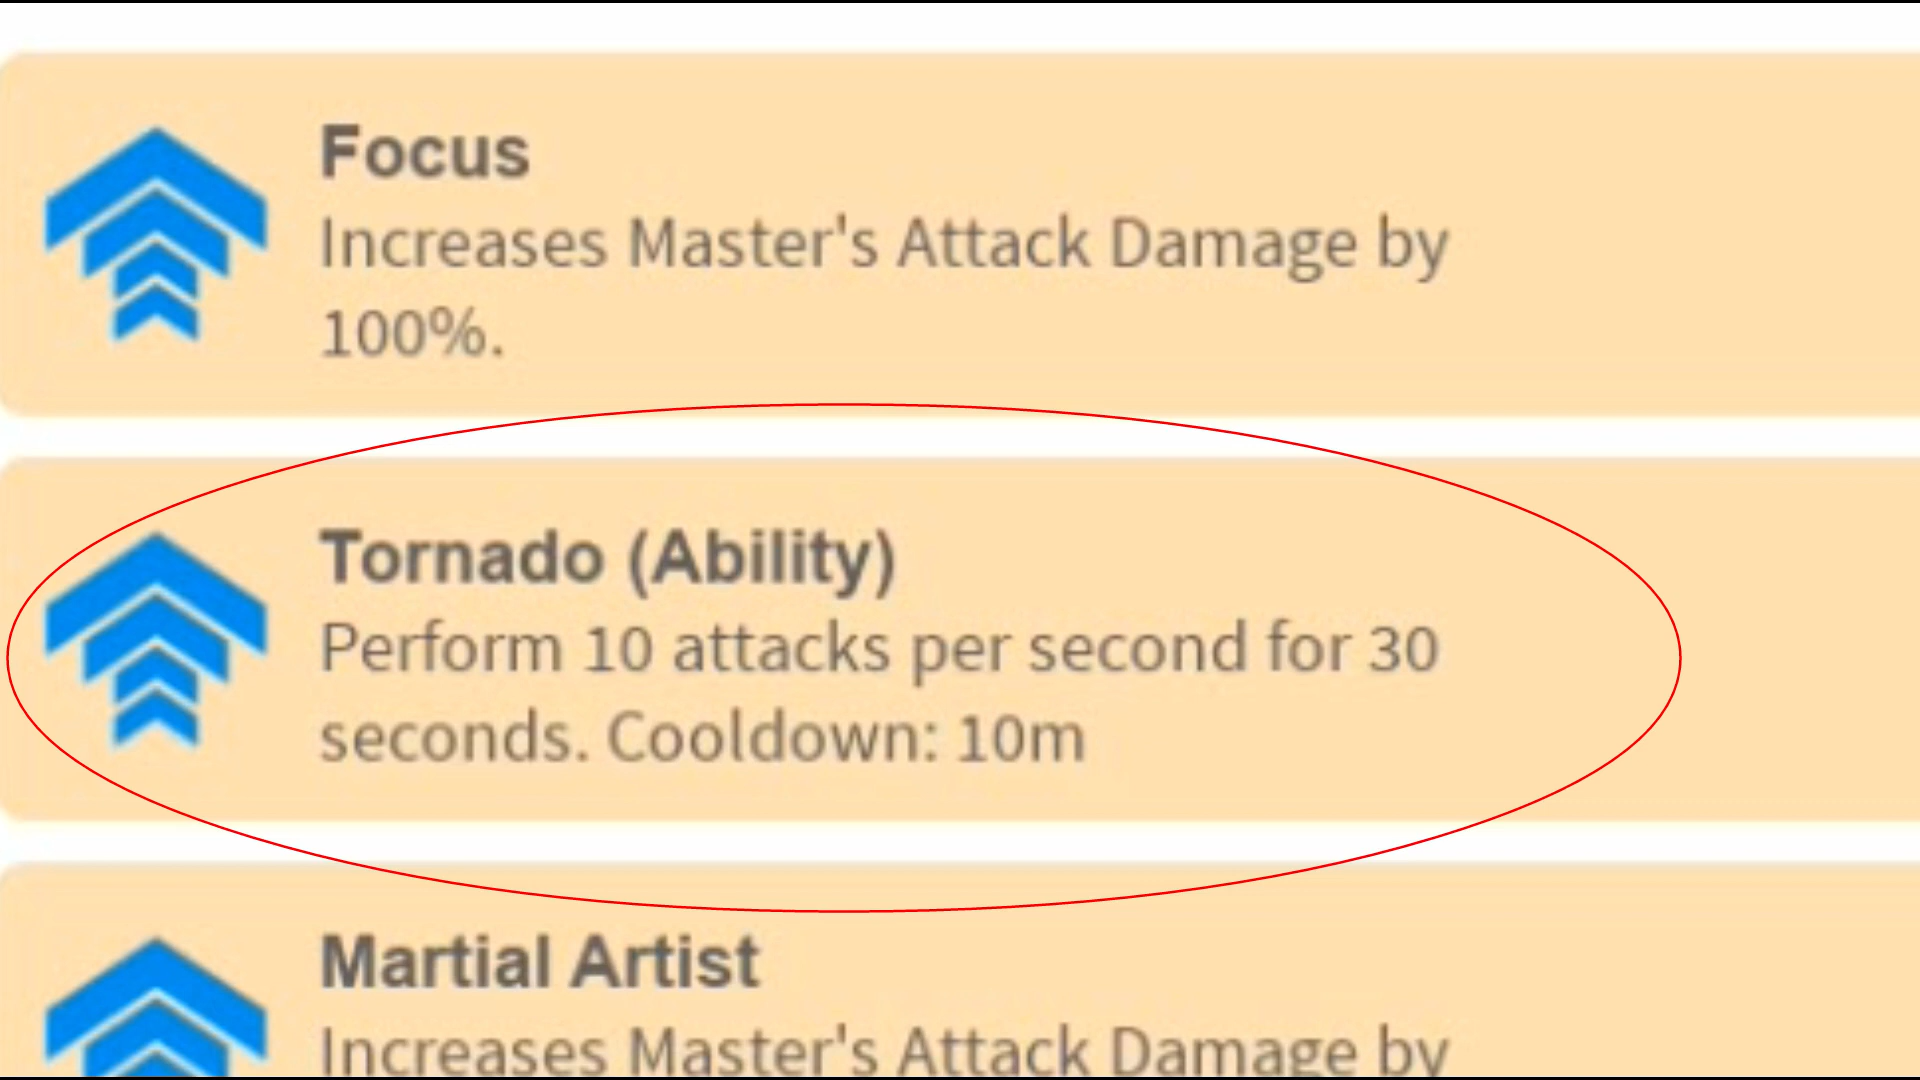 Focus
Increases Master's Attack Damage by
100%.
Tornado (Ability)
Perform 10 attacks per second for 30
seconds. Cooldown: 10m
Martial Artist
Increases Master's Attack Damage by